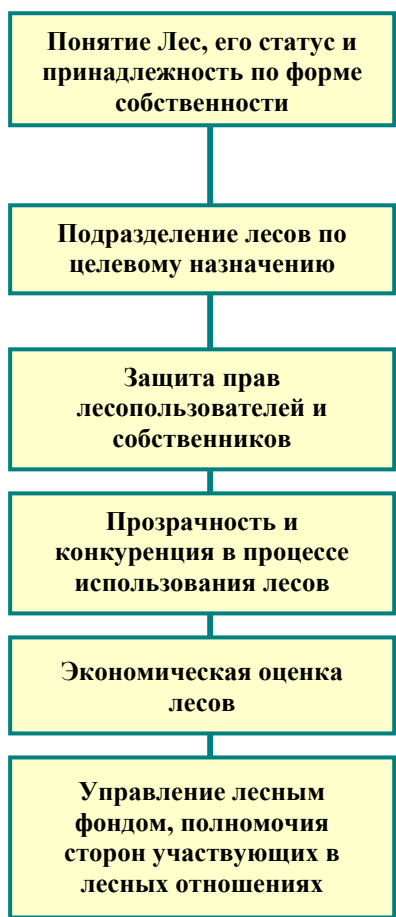 Понятие Лес, его статус и
принадлежность по форме
собственности
Подразделение лесов по
целевому назначению
Защита прав
лесопользователей и
собственников
Прозрачность и
конкуренция в процессе
использования лесов
Экономическая оценка
лесов
Управление лесным
фондом, полномочия
сторон участвующих в
лесных отношениях